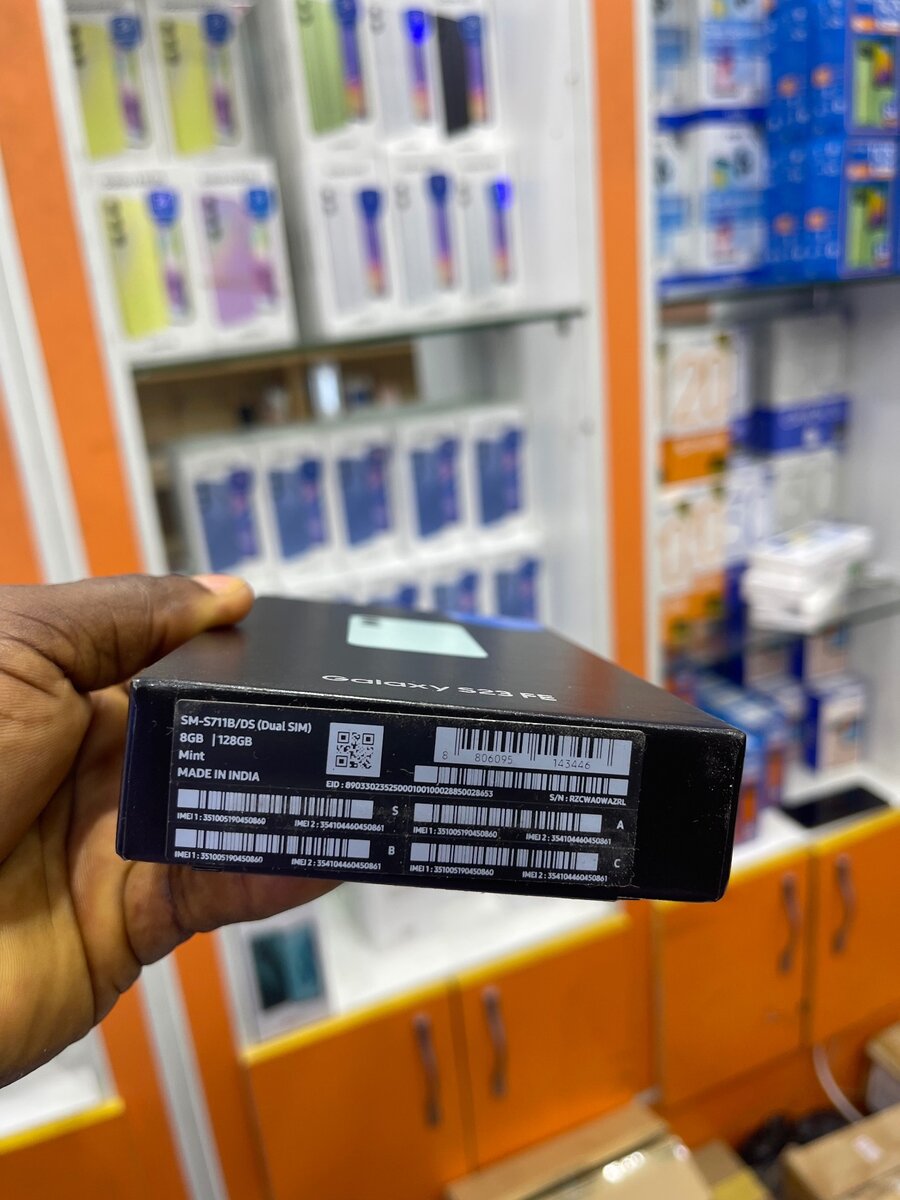 Galaxy S23 FE
SM-S711B/DS (Dual SIM)
8GB | 128GB
Mint
MADE IN INDIA
8 806095 143446
EID : 89033023525000100100028850028653
S/N : RZCWA0WAZRL
S
IMEI 1 : 351005190450860 IMEI 2 : 354104460450861
A
IMEI 1 : 351005190450860 IMEI 2 : 354104460450861
B
IMEI 1 : 351005190450860 IMEI 2 : 354104460450861
C
IMEI 1 : 351005190450860 IMEI 2 : 354104460450861
20